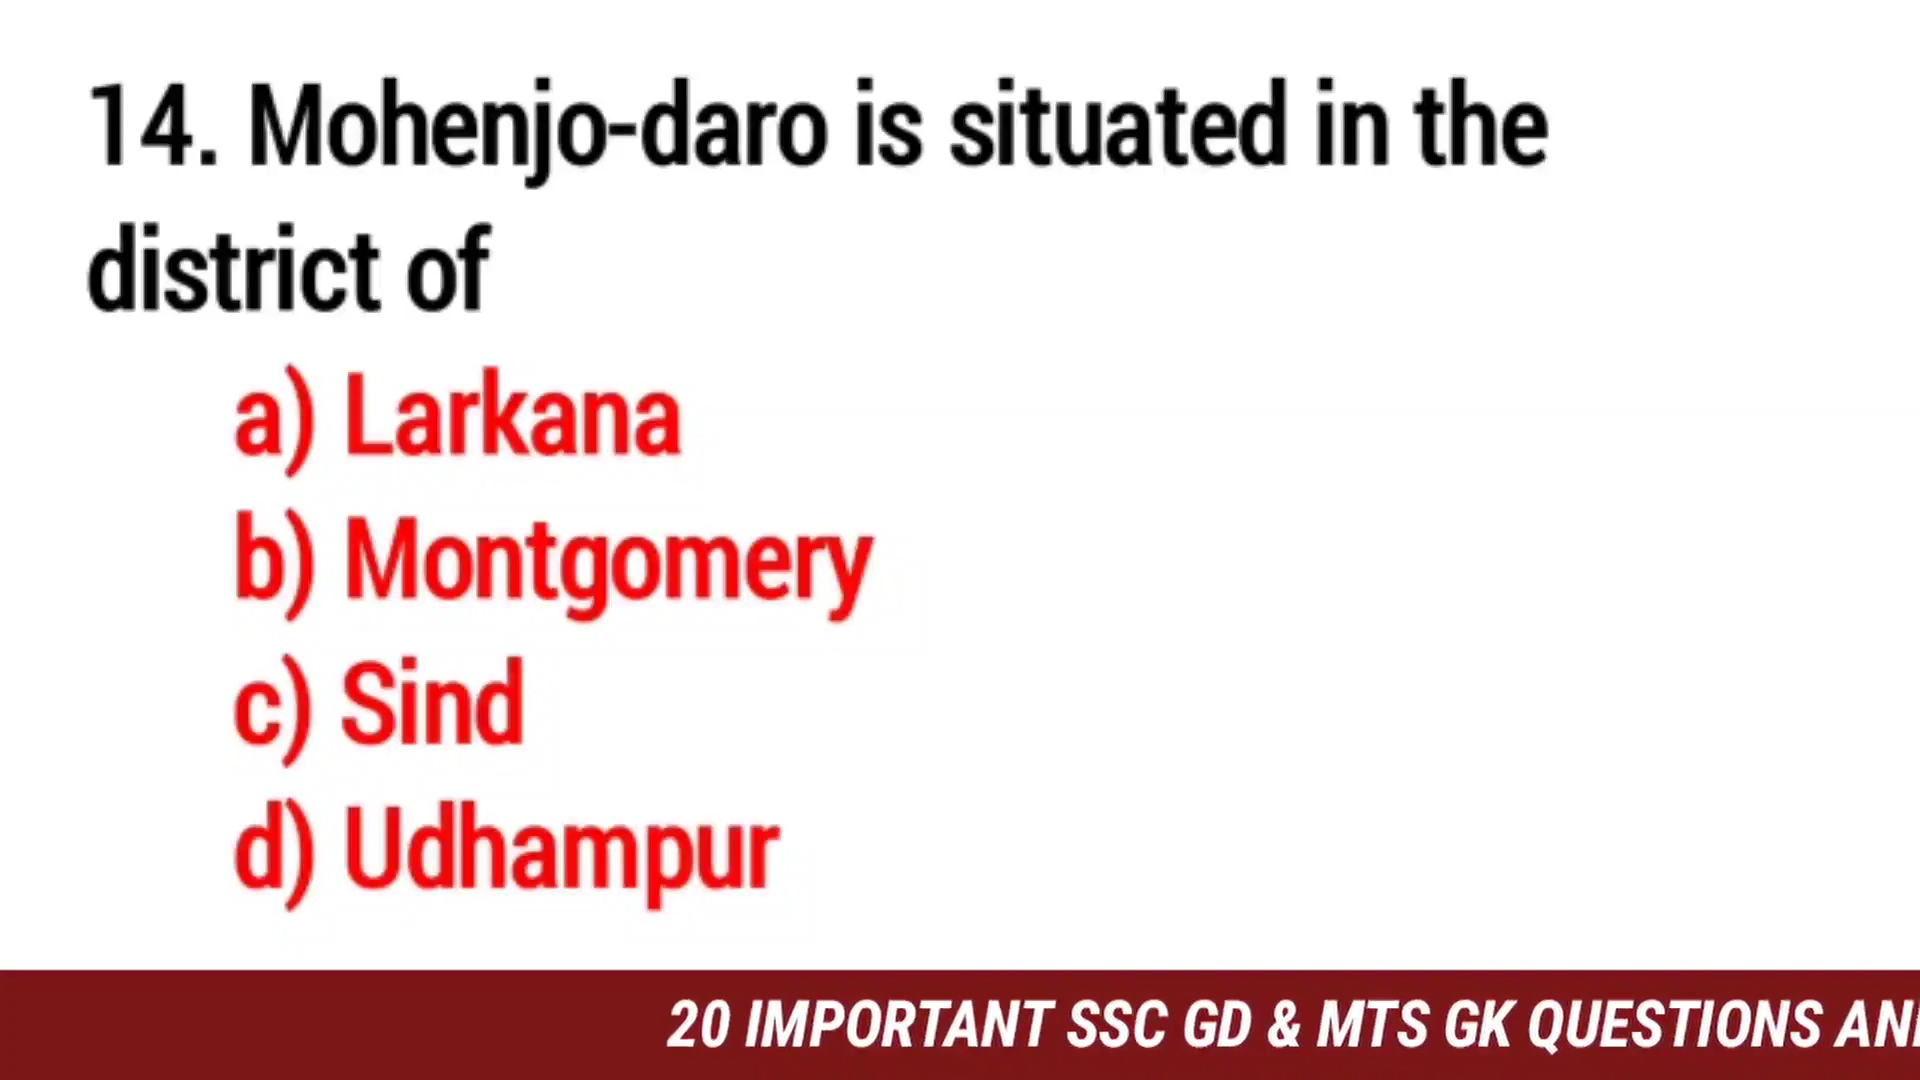 14. Mohenjo-daro is situated in the
district of
a) Larkana
b) Montgomery
c) Sind
d) Udhampur
20 IMPORTANT SSC GD & MTS GK QUESTIONS